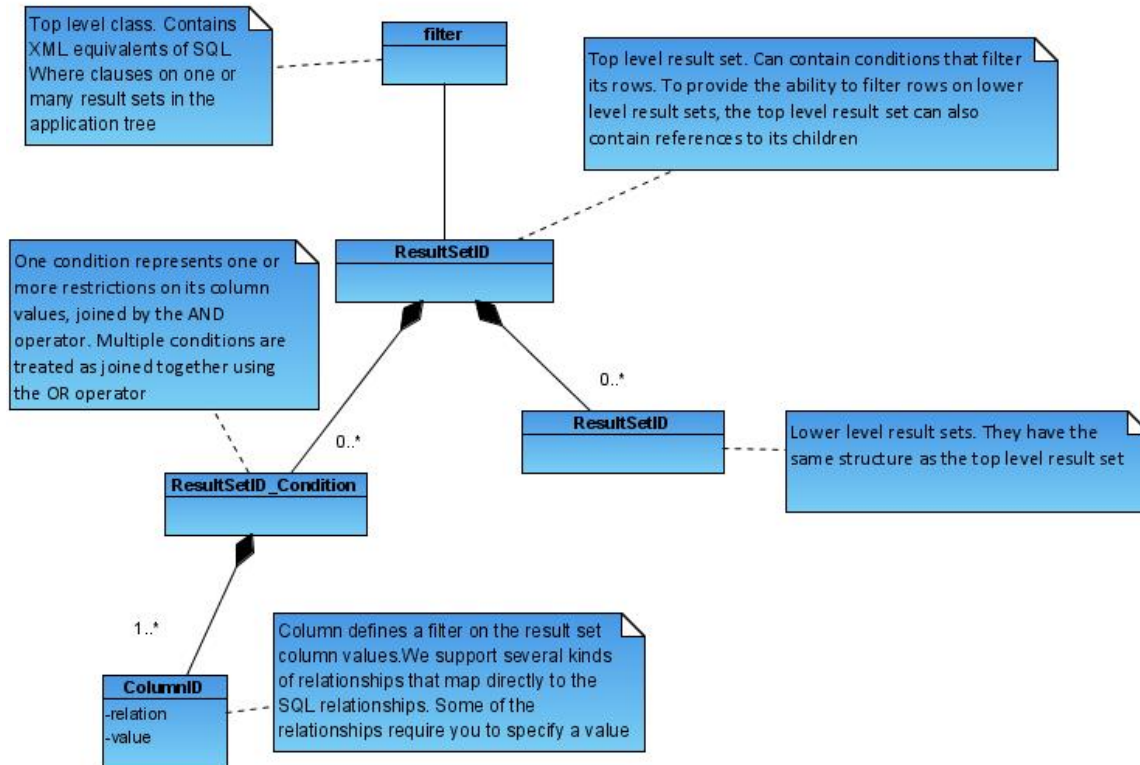 Top level class. Contains
XML equivalents of SQL
Where clauses on one or
many result sets in the
application tree
filter
Top level result set. Can contain conditions that filter
its rows. To provide the ability to filter rows on lower
level result sets, the top level result set can also
contain references to its children
ResultSetID
One condition represents one or
more restrictions on its column
values, joined by the AND
operator. Multiple conditions are
treated as joined together using
the OR operator
0..*
0..*
ResultSetID
Lower level result sets. They have the
same structure as the top level result set
ResultSetID_Condition
1..*
ColumnID
-relation
-value
Column defines a filter on the result set
column values.We support several kinds
of relationships that map directly to the
SQL relationships. Some of the
relationships require you to specify a value